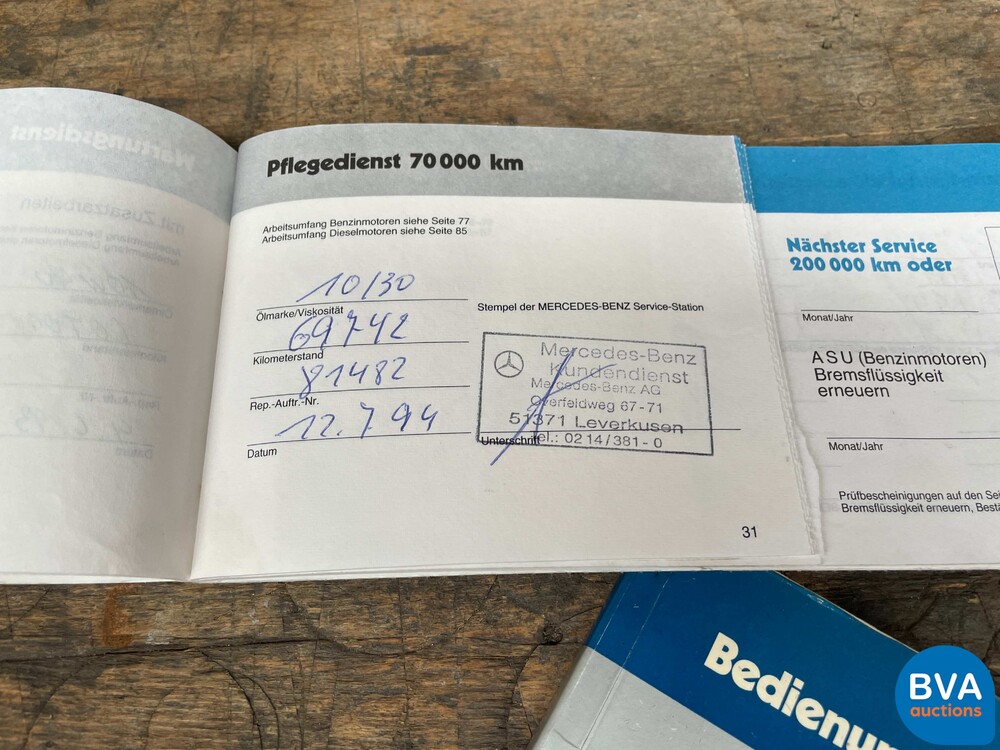 Wartungsdienst
mit Zusatzarbeiten
Pflegedienst 70 000 km
Arbeitsumfang Benzinmotoren siehe Seite 77
Arbeitsumfang Dieselmotoren siehe Seite 85
10/30
Ölmarke/Viskosität
69742
Kilometerstand
81482
Rep.-Auftr.-Nr.
12.7.94
Datum
Stempel der MERCEDES-BENZ Service-Station
Mercedes-Benz
Kundendienst
Mercedes-Benz AG
Overfeldweg 67-71
51371 Leverkusen
Tel.: 0214/381-0
Unterschrift
31
Nächster Service
200 000 km oder
Monat/Jahr
ASU (Benzinmotoren)
Bremsflüssigkeit
erneuern
Monat/Jahr
Prüfbescheinigungen auf den
Bremsflüssigkeit erneuern,
Bedienun
BVA
auctions